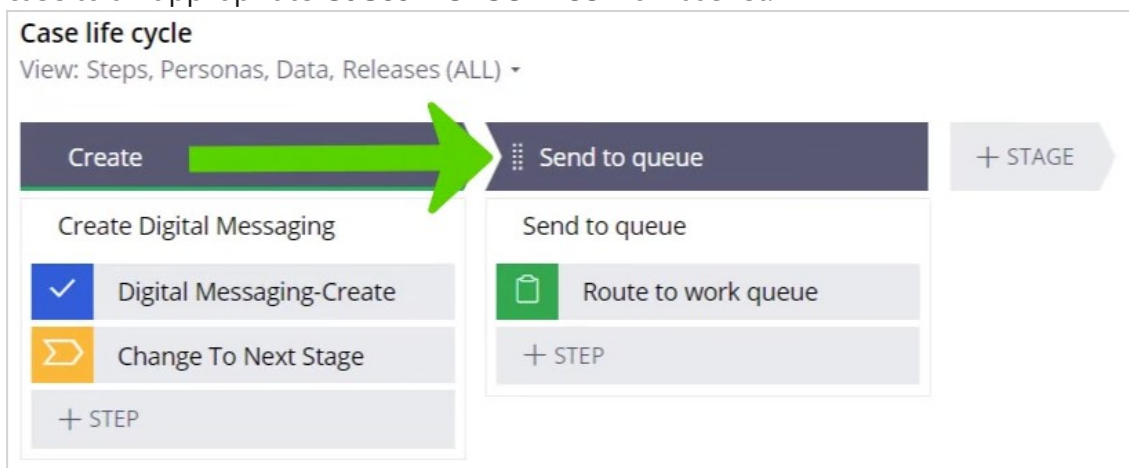 Case life cycle
View: Steps, Personas, Data, Releases (ALL)
Create
Send to queue
+ STAGE
Create Digital Messaging
Digital Messaging-Create
Change To Next Stage
+ STEP
Send to queue
Route to work queue
+ STEP